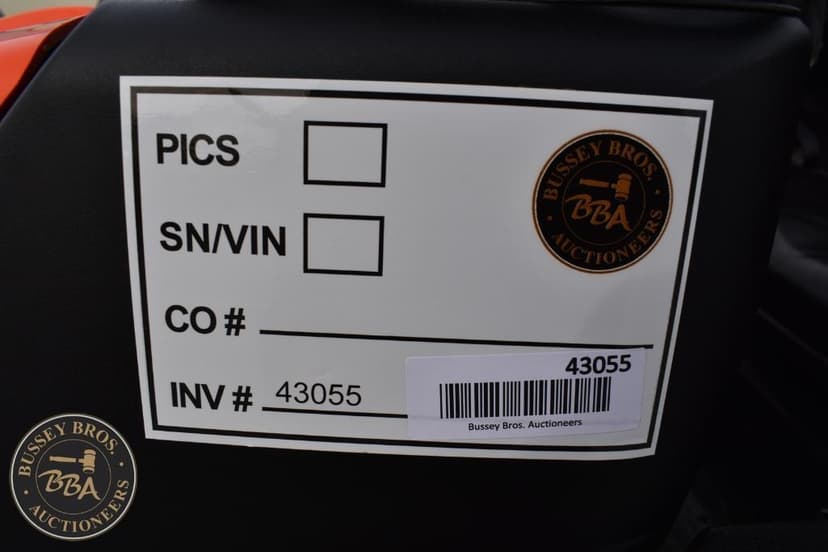 PICS
SN/VIN
CO #
INV # 43055
BUSSEY BROS.
BBA
AUCTIONEERS
43055
Bussey Bros. Auctioneers
BUSSEY BROS.
BBA
AUCTIONEERS